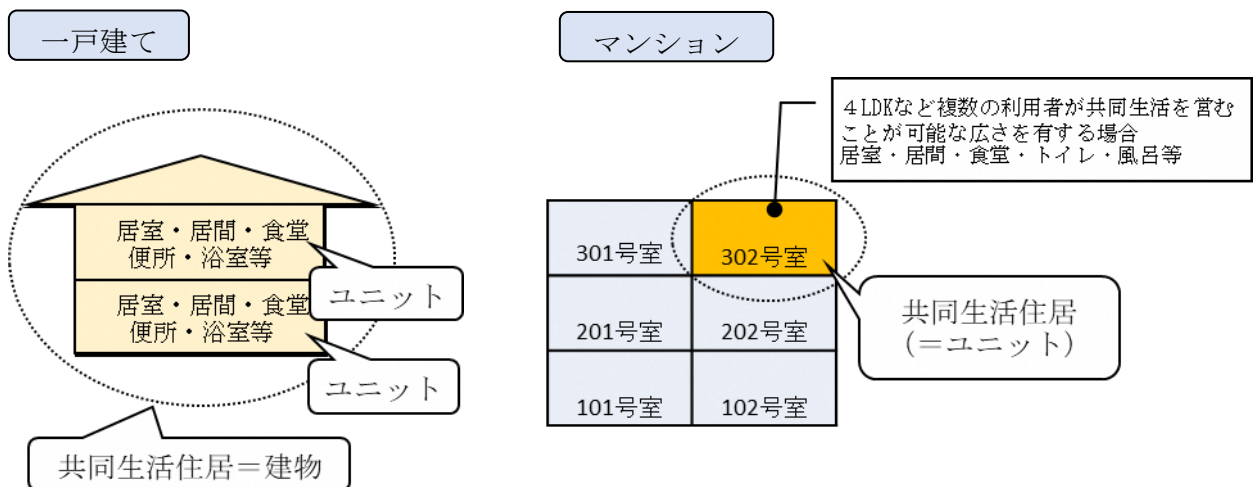 一戸建て
居室・居間・食堂
便所・浴室等
ユニット
居室・居間・食堂
便所・浴室等
ユニット
共同生活住居＝建物
マンション
４LDKなど複数の利用者が共同生活を営む
ことが可能な広さを有する場合
居室・居間・食堂・トイレ・風呂等
301号室
302号室
201号室
202号室
101号室
102号室
共同生活住居
(＝ユニット)